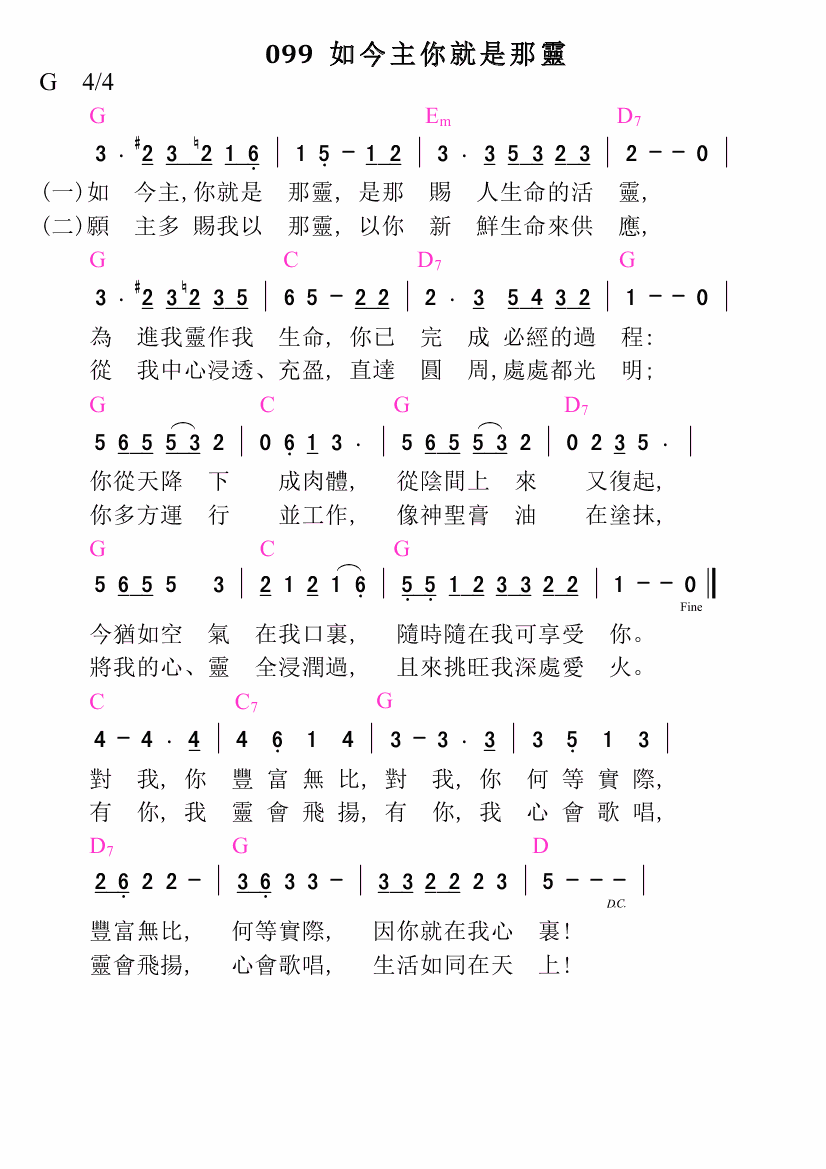 099 如今主你就是那靈
G 4/4
G Em D7
3 . #2 3 ♮2 1 6 | 1 5 - 1 2 | 3 . 3 5 3 2 3 | 2 - - 0 |
(一)如 今主,你就是 那靈, 是那 賜 人生命的活 靈,
(二)願 主多 賜我以 那靈, 以你 新 鮮生命來供 應,
G C D7 G
3 . #2 3 ♮2 3 5 | 6 5 - 2 2 | 2 . 3 5 4 3 2 | 1 - - 0 |
為 進我靈作我 生命, 你已 完 成 必經的過 程:
從 我中心浸透、充盈, 直達 圓 周,處處都光 明;
G C G D7
5 6 5 5 3 2 | 0 6 1 3 . | 5 6 5 5 3 2 | 0 2 3 5 . |
你從天降 下 成肉體, 從陰間上 來 又復起,
你多方運 行 並工作, 像神聖膏 油 在塗抹,
G C G
5 6 5 5 3 | 2 1 2 1 6 | 5 5 1 2 3 3 2 2 | 1 - - 0 ‖
Fine
今猶如空 氣 在我口裏, 隨時隨在我可享受 你。
將我的心、靈 全浸潤過, 且來挑旺我深處愛 火。
C C7 G
4 - 4 . 4 | 4 6 1 4 | 3 - 3 . 3 | 3 5 1 3 |
對 我, 你 豐 富 無 比, 對 我, 你 何 等 實 際,
有 你, 我 靈 會 飛 揚, 有 你, 我 心 會 歌 唱,
D7 G D
2 6 2 2 - | 3 6 3 3 - | 3 3 2 2 2 3 | 5 - - - |
D.C.
豐富無比, 何等實際, 因你就在我心 裏!
靈會飛揚, 心會歌唱, 生活如同在天 上!